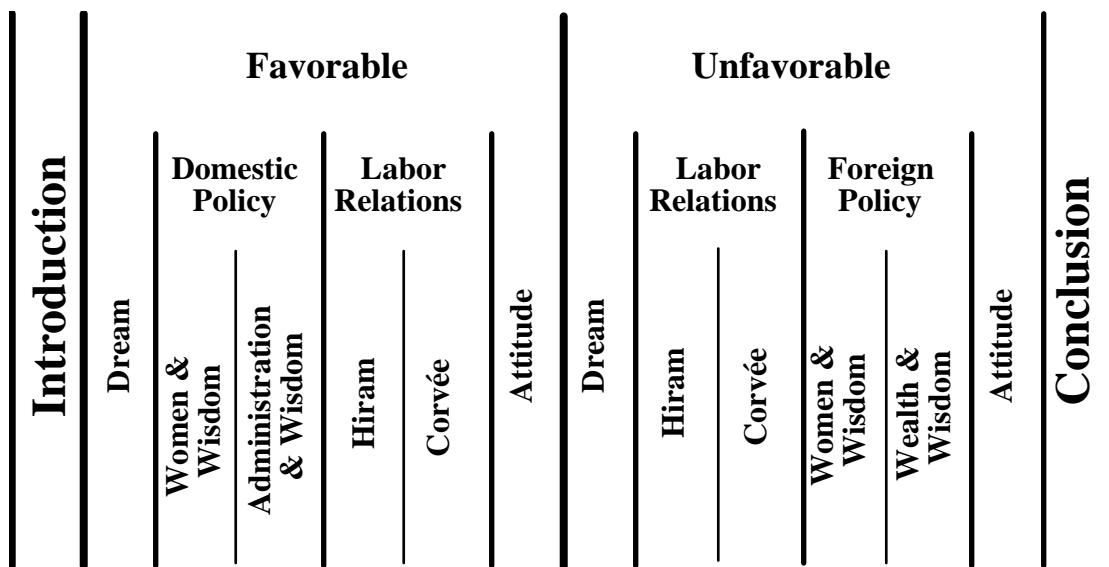 Introduction
Favorable
Dream
Domestic
Policy
Women &
Wisdom
Administration
& Wisdom
Labor
Relations
Hiram
Corvée
Attitude
Unfavorable
Dream
Labor
Relations
Hiram
Corvée
Foreign
Policy
Women &
Wisdom
Wealth &
Wisdom
Attitude
Conclusion